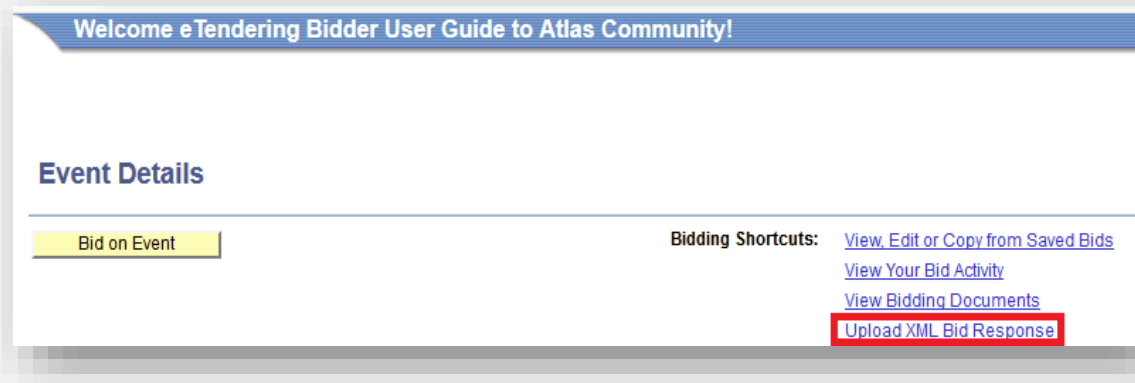 Welcome eTendering Bidder User Guide to Atlas Community!
Event Details
Bid on Event
Bidding Shortcuts:
View, Edit or Copy from Saved Bids
View Your Bid Activity
View Bidding Documents
Upload XML Bid Response